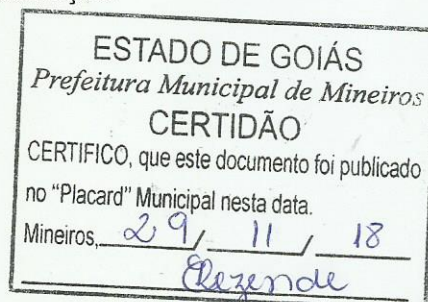 ESTADO DE GOIÁS
Prefeitura Municipal de Mineiros
CERTIDÃO
CERTIFICO, que este documento foi publicado
no "Placard" Municipal nesta data.
Mineiros, 29 / 11 / 18